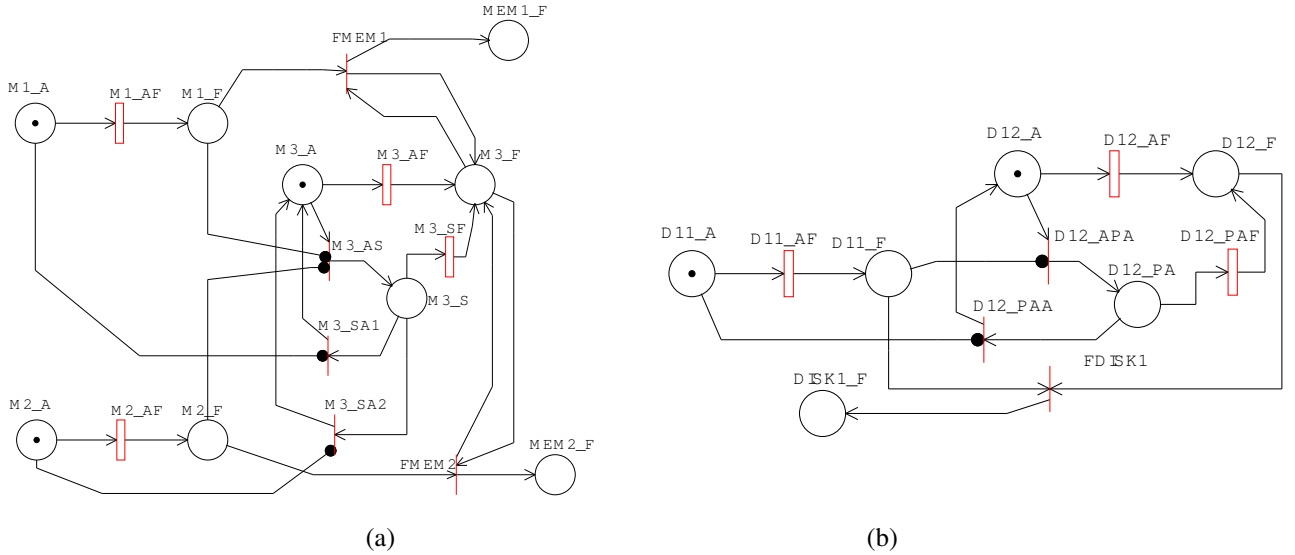 MEM1_F
FMEM1
M1_A
M1_AF
M1_F
M3_A
M3_AF
M3_F
M3_AS
M3_SF
M3_S
M3_SA1
M3_SA2
M2_A
M2_AF
M2_F
FMEM2
MEM2_F
(a)
D12_A
D12_AF
D12_F
D11_A
D11_AF
D11_F
D12_APA
D12_PAF
D12_PA
D12_PAA
FDISK1
DISK1_F
(b)